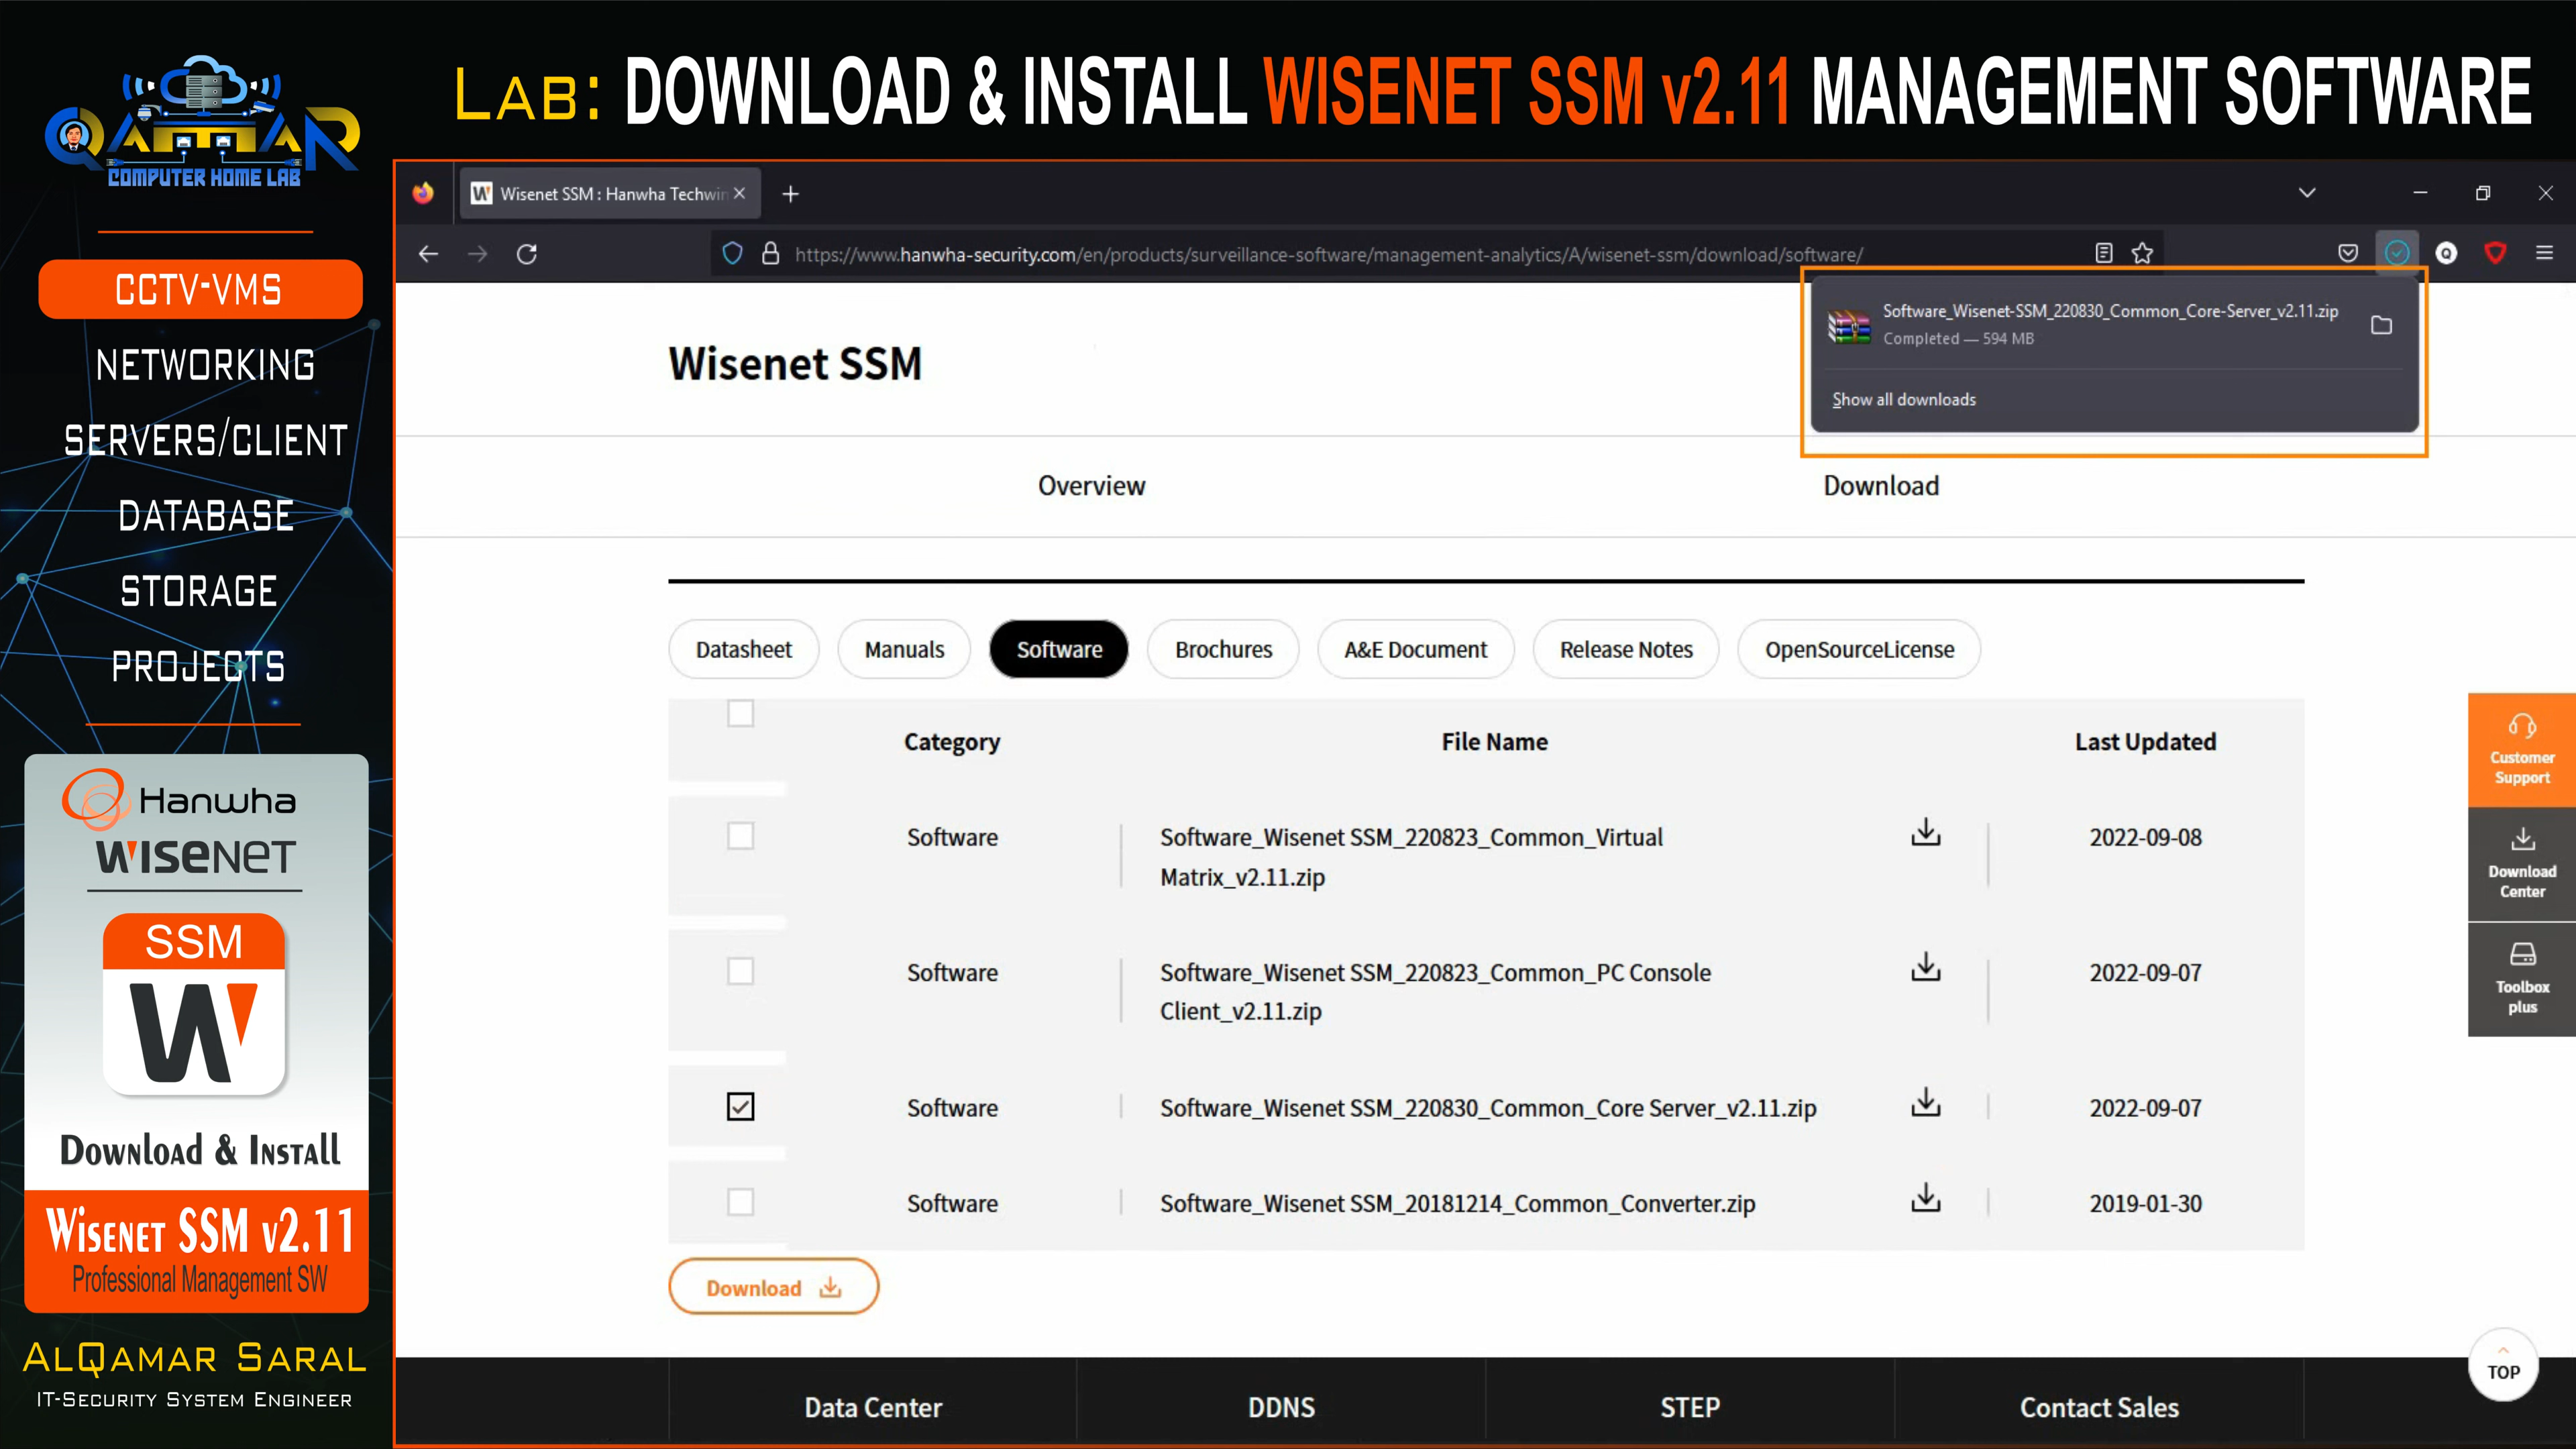 QAMAR
COMPUTER HOME LAB
LAB: DOWNLOAD & INSTALL WISENET SSM v2.11 MANAGEMENT SOFTWARE
CCTV-VMS
NETWORKING
SERVERS/CLIENT
DATABASE
STORAGE
PROJECTS
Hanwha
WISENET
SSM
W
Download & Install
WISENET SSM v2.11
Professional Management SW
ALQAMAR SARAL
IT-SECURITY SYSTEM ENGINEER
Wisenet SSM : Hanwha Techwin
https://www.hanwha-security.com/en/products/surveillance-software/management-analytics/A/wisenet-ssm/download/software/
Software_Wisenet-SSM_220830_Common_Core-Server_v2.11.zip
Completed — 594 MB
Show all downloads
Wisenet SSM
Overview Download
Datasheet Manuals Software Brochures A&E Document Release Notes OpenSourceLicense
Category File Name Last Updated
Software Software_Wisenet SSM_220823_Common_Virtual 2022-09-08
Matrix_v2.11.zip
Software Software_Wisenet SSM_220823_Common_PC Console 2022-09-07
Client_v2.11.zip
Software Software_Wisenet SSM_220830_Common_Core Server_v2.11.zip 2022-09-07
Software Software_Wisenet SSM_20181214_Common_Converter.zip 2019-01-30
Download
Customer
Support
Download
Center
Toolbox
plus
TOP
Data Center DDNS STEP Contact Sales